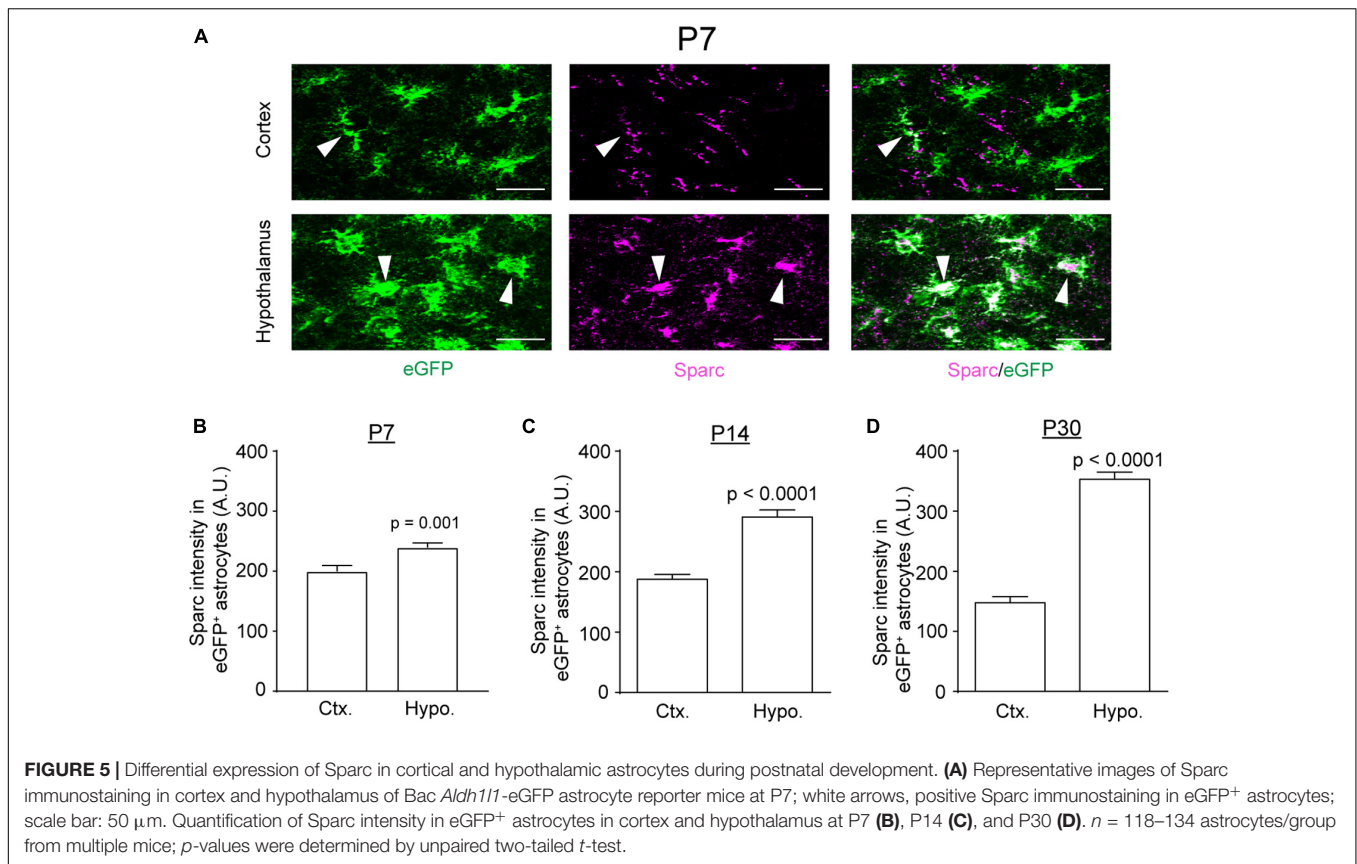 A
P7
Cortex
Hypothalamus
eGFP
Sparc
Sparc/eGFP
B
P7
Sparc intensity in
eGFP⁺ astrocytes (A.U.)
400
300
200
100
0
p = 0.001
Ctx.
Hypo.
C
P14
Sparc intensity in
eGFP⁺ astrocytes (A.U.)
400
300
200
100
0
p < 0.0001
Ctx.
Hypo.
D
P30
Sparc intensity in
eGFP⁺ astrocytes (A.U.)
400
300
200
100
0
p < 0.0001
Ctx.
Hypo.
FIGURE 5 | Differential expression of Sparc in cortical and hypothalamic astrocytes during postnatal development. (A) Representative images of Sparc
immunostaining in cortex and hypothalamus of Bac Aldh1l1-eGFP astrocyte reporter mice at P7; white arrows, positive Sparc immunostaining in eGFP⁺ astrocytes;
scale bar: 50 μm. Quantification of Sparc intensity in eGFP⁺ astrocytes in cortex and hypothalamus at P7 (B), P14 (C), and P30 (D). n = 118–134 astrocytes/group
from multiple mice; p-values were determined by unpaired two-tailed t-test.